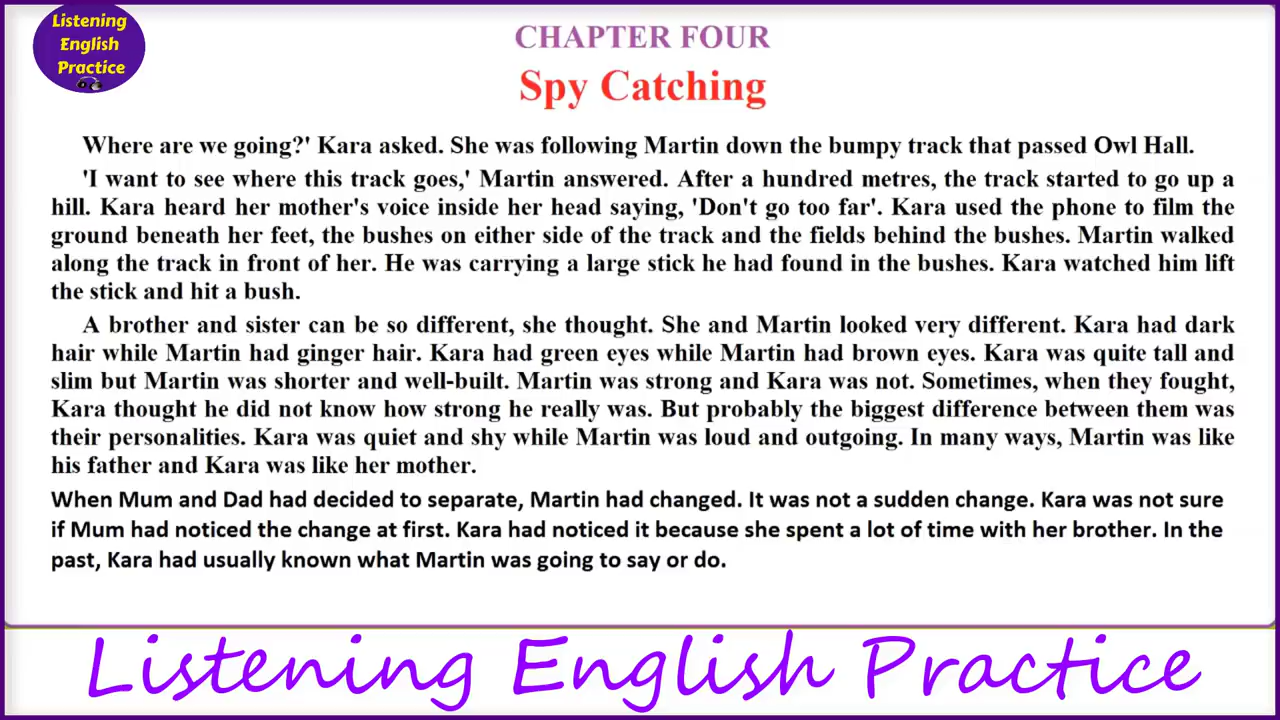 Listening
English
Practice
CHAPTER FOUR
Spy Catching
Where are we going?' Kara asked. She was following Martin down the bumpy track that passed Owl Hall.
'I want to see where this track goes,' Martin answered. After a hundred metres, the track started to go up a
hill. Kara heard her mother's voice inside her head saying, 'Don't go too far'. Kara used the phone to film the
ground beneath her feet, the bushes on either side of the track and the fields behind the bushes. Martin walked
along the track in front of her. He was carrying a large stick he had found in the bushes. Kara watched him lift
the stick and hit a bush.
A brother and sister can be so different, she thought. She and Martin looked very different. Kara had dark
hair while Martin had ginger hair. Kara had green eyes while Martin had brown eyes. Kara was quite tall and
slim but Martin was shorter and well-built. Martin was strong and Kara was not. Sometimes, when they fought,
Kara thought he did not know how strong he really was. But probably the biggest difference between them was
their personalities. Kara was quiet and shy while Martin was loud and outgoing. In many ways, Martin was like
his father and Kara was like her mother.
When Mum and Dad had decided to separate, Martin had changed. It was not a sudden change. Kara was not sure
if Mum had noticed the change at first. Kara had noticed it because she spent a lot of time with her brother. In the
past, Kara had usually known what Martin was going to say or do.
Listening English Practice